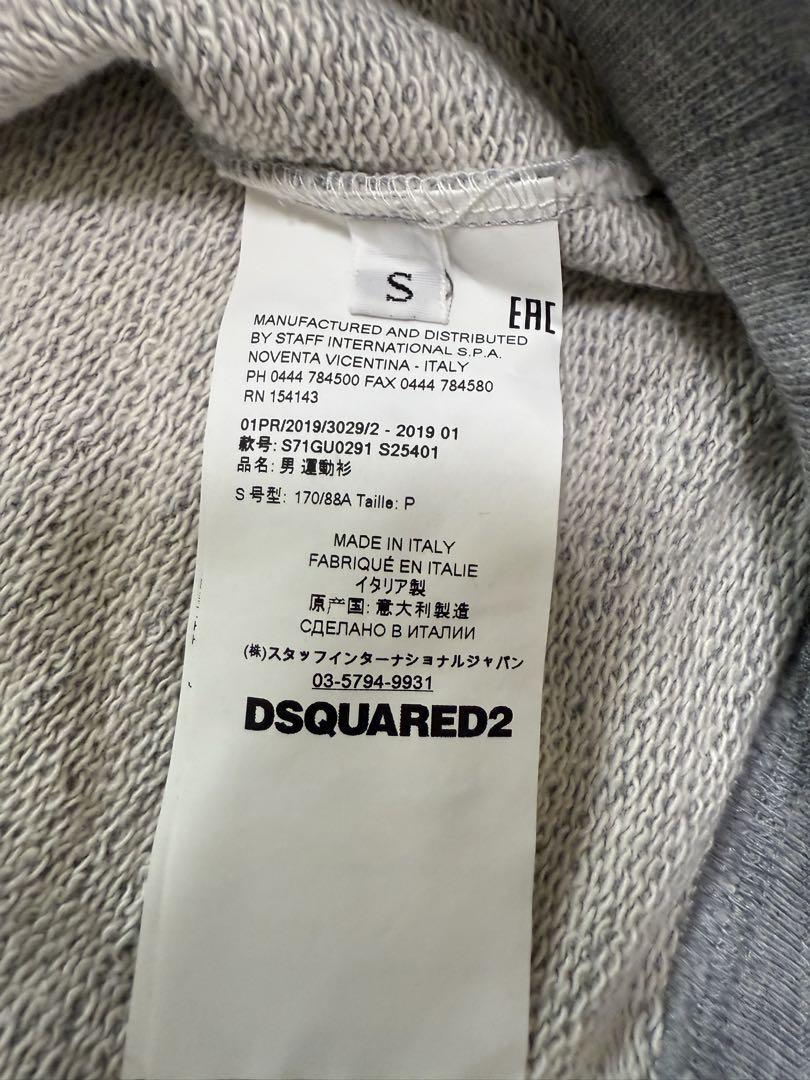 S
EAC
MANUFACTURED AND DISTRIBUTED
BY STAFF INTERNATIONAL S.P.A.
NOVENTA VICENTINA - ITALY
PH 0444 784500 FAX 0444 784580
RN 154143
01PR/2019/3029/2 - 2019 01
款号: S71GU0291 S25401
品名: 男 運動衫
S 号型: 170/88A Taille: P
MADE IN ITALY
FABRIQUÉ EN ITALIE
イタリア製
原产国: 意大利製造
СДЕЛАНО В ИТАЛИИ
(株)スタッフインターナショナルジャパン
03-5794-9931
DSQUARED2